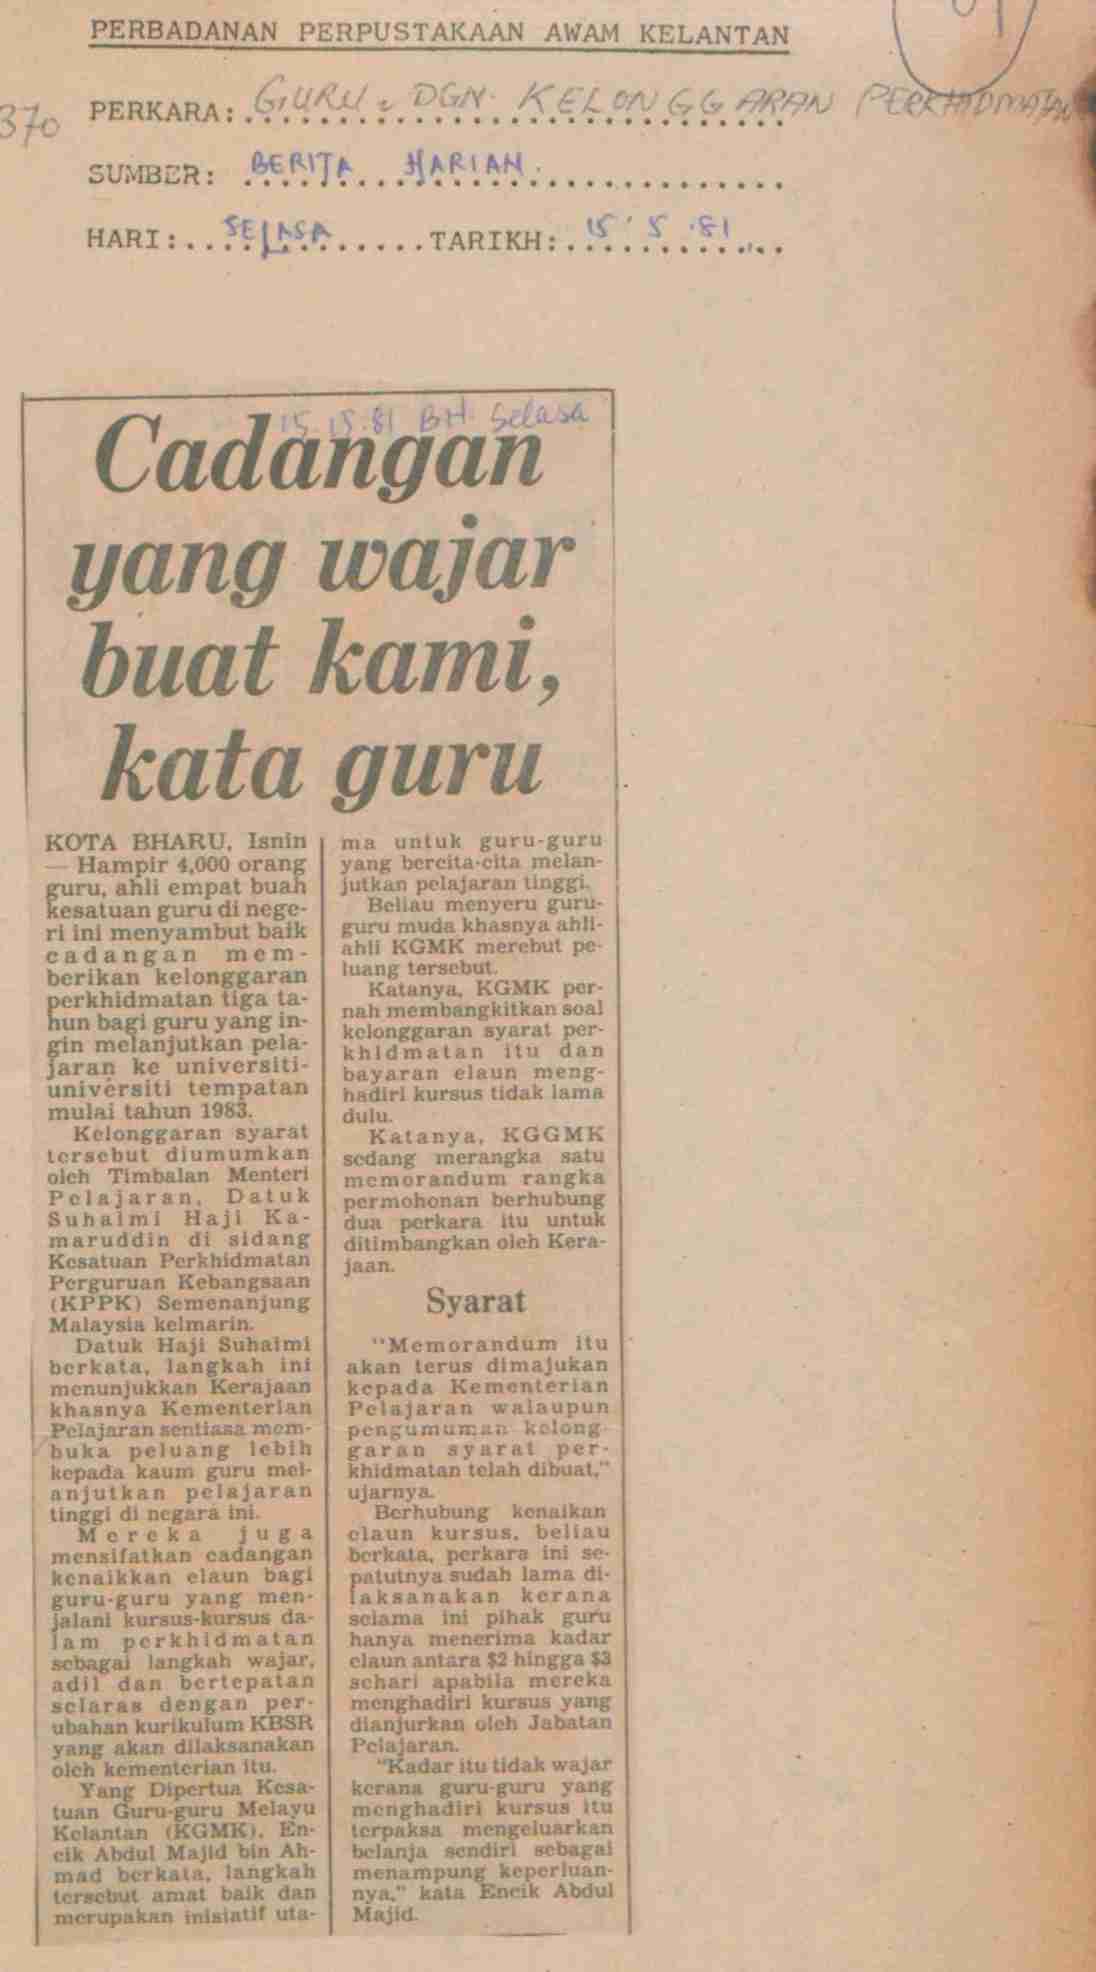 PERBADANAN PERPUSTAKAAN AWAM KELANTAN
370
PERKARA: GURU DGN. KELONGGARAN PERKHIDMATAN
SUMBER: BERITA HARIAN.
HARI: SELASA TARIKH: 15.5.81
BH. Selasa
Cadangan
yang wajar
buat kami,
kata guru
KOTA BHARU, Isnin
— Hampir 4,000 orang
guru, ahli empat buah
kesatuan guru di nege-
ri ini menyambut baik
cadangan mem-
berikan kelonggaran
perkhidmatan tiga ta-
hun bagi guru yang in-
gin melanjutkan pela-
jaran ke universiti-
universiti tempatan
mulai tahun 1983.
Kelonggaran syarat
tersebut diumumkan
oleh Timbalan Menteri
Pelajaran, Datuk
Suhaimi Haji Ka-
maruddin di sidang
Kesatuan Perkhidmatan
Perguruan Kebangsaan
(KPPK) Semenanjung
Malaysia kelmarin.
Datuk Haji Suhaimi
berkata, langkah ini
menunjukkan Kerajaan
khasnya Kementerian
Pelajaran sentiasa mem-
buka peluang lebih
kepada kaum guru mel-
anjutkan pelajaran
tinggi di negara ini.
Mereka juga
mensifatkan cadangan
kenaikkan elaun bagi
guru-guru yang men-
jalani kursus-kursus da-
lam perkhidmatan
sebagai langkah wajar,
adil dan bertepatan
selaras dengan per-
ubahan kurikulum KBSR
yang akan dilaksanakan
oleh kementerian itu.
Yang Dipertua Kesa-
tuan Guru-guru Melayu
Kelantan (KGMK), En-
cik Abdul Majid bin Ah-
mad berkata, langkah
tersebut amat baik dan
merupakan inisiatif uta-
ma untuk guru-guru
yang bercita-cita melan-
jutkan pelajaran tinggi.
Beliau menyeru guru-
guru muda khasnya ahli-
ahli KGMK merebut pe-
luang tersebut.
Katanya, KGMK per-
nah membangkitkan soal
kelonggaran syarat per-
khidmatan itu dan
bayaran elaun meng-
hadiri kursus tidak lama
dulu.
Katanya, KGGMK
sedang merangka satu
memorandum rangka
permohonan berhubung
dua perkara itu untuk
ditimbangkan oleh Kera-
jaan.
Syarat
"Memorandum itu
akan terus dimajukan
kepada Kementerian
Pelajaran walaupun
pengumuman kelong-
garan syarat per-
khidmatan telah dibuat,"
ujarnya.
Berhubung kenaikan
elaun kursus, beliau
berkata, perkara ini se-
patutnya sudah lama di-
laksanakan kerana
selama ini pihak guru
hanya menerima kadar
elaun antara $2 hingga $3
sehari apabila mereka
menghadiri kursus yang
dianjurkan oleh Jabatan
Pelajaran.
"Kadar itu tidak wajar
kerana guru-guru yang
menghadiri kursus itu
terpaksa mengeluarkan
belanja sendiri sebagai
menampung keperluan-
nya," kata Encik Abdul
Majid.